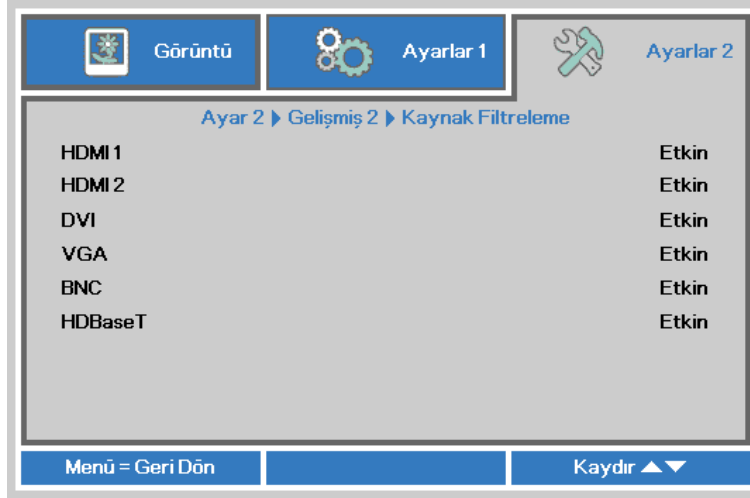 Görüntü Ayarlar 1 Ayarlar 2
Ayar 2 ▶ Gelişmiş 2 ▶ Kaynak Filtreleme
HDMI 1 Etkin
HDMI 2 Etkin
DVI Etkin
VGA Etkin
BNC Etkin
HDBaseT Etkin
Menü = Geri Dön Kaydır ▲▼